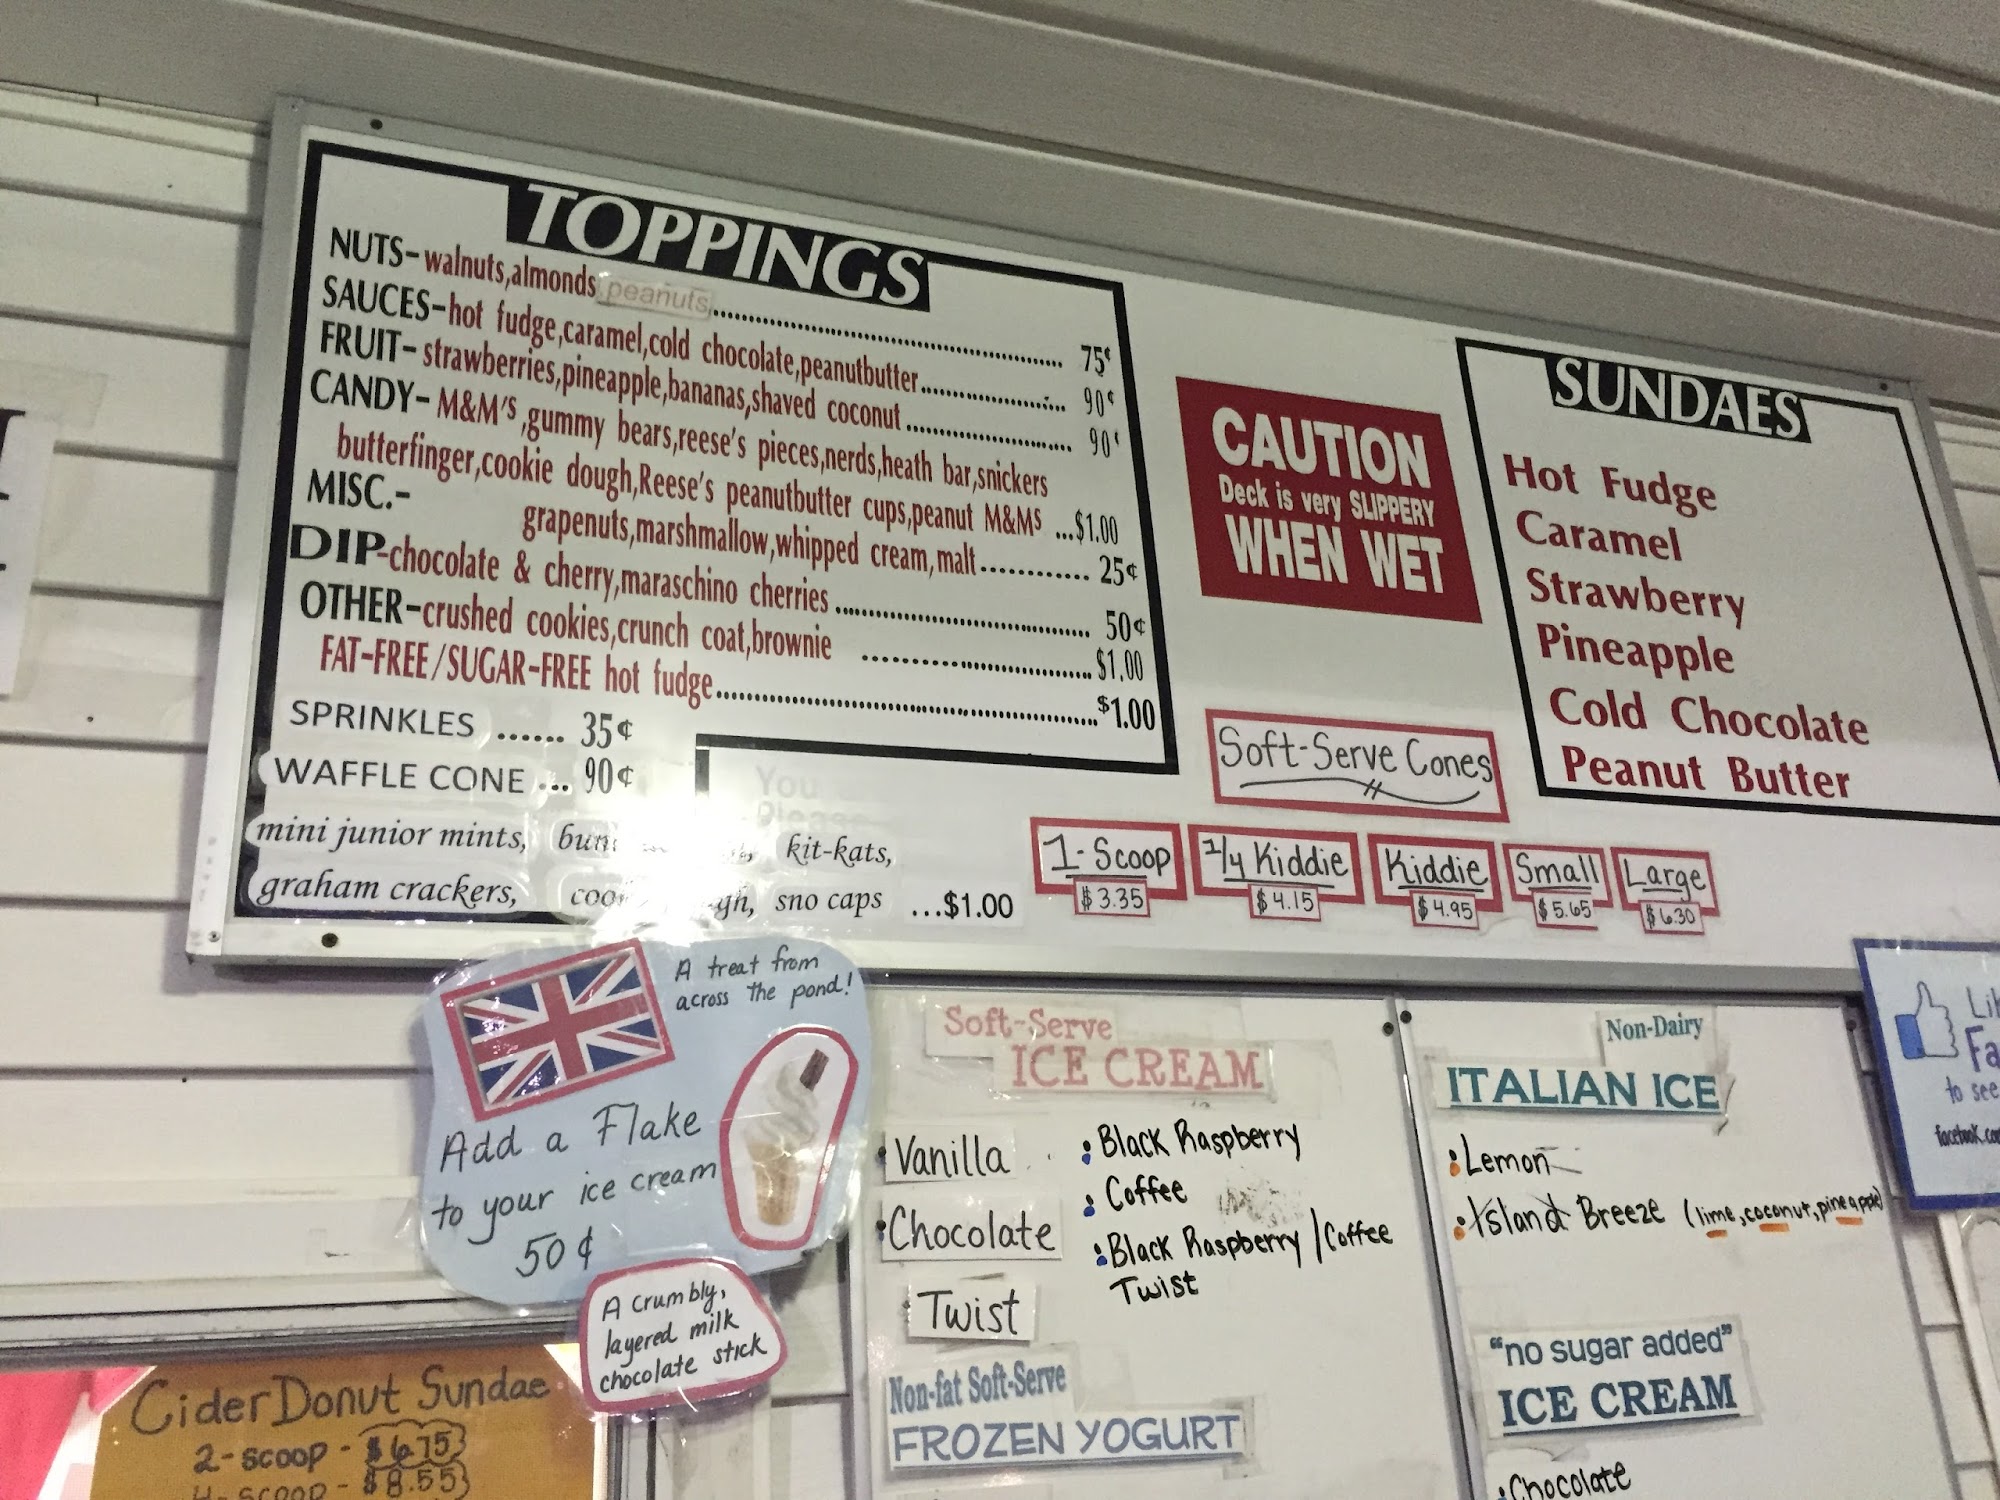 TOPPINGS
NUTS-walnuts,almonds,peanuts, 75¢
SAUCES-hot fudge,caramel,cold chocolate,peanutbutter 90¢
FRUIT-strawberries,pineapple,bananas,shaved coconut 90¢
CANDY-M&M's,gummy bears,reese's pieces,nerds,heath bar,snickers
butterfinger,cookie dough,Reese's peanutbutter cups,peanut M&Ms ...$1.00
MISC.- grapenuts,marshmallow,whipped cream,malt 25¢
DIP-chocolate & cherry,maraschino cherries 50¢
OTHER-crushed cookies,crunch coat,brownie $1.00
FAT-FREE/SUGAR-FREE hot fudge $1.00
SPRINKLES ...... 35¢
WAFFLE CONE ... 90¢
mini junior mints, kit-kats,
graham crackers, sno caps ...$1.00
CAUTION
Deck is very SLIPPERY
WHEN WET
SUNDAES
Hot Fudge
Caramel
Strawberry
Pineapple
Cold Chocolate
Peanut Butter
Soft-Serve Cones
1-Scoop
$3.35
1/4 Kiddie
$4.15
Kiddie
$4.95
Small
$5.65
Large
$6.30
A treat from
across the pond!
Add a Flake
to your ice cream
50¢
A crumbly,
layered milk
chocolate stick
Cider Donut Sundae
2-scoop - $6.75
4-scoop - $8.55
Soft-Serve
ICE CREAM
Vanilla
Chocolate
Twist
Black Raspberry
Coffee
Black Raspberry/Coffee
Twist
Non-fat Soft-Serve
FROZEN YOGURT
Non-Dairy
ITALIAN ICE
Lemon
Island Breeze (lime,coconut,pineapple)
"no sugar added"
ICE CREAM
Chocolate
to see